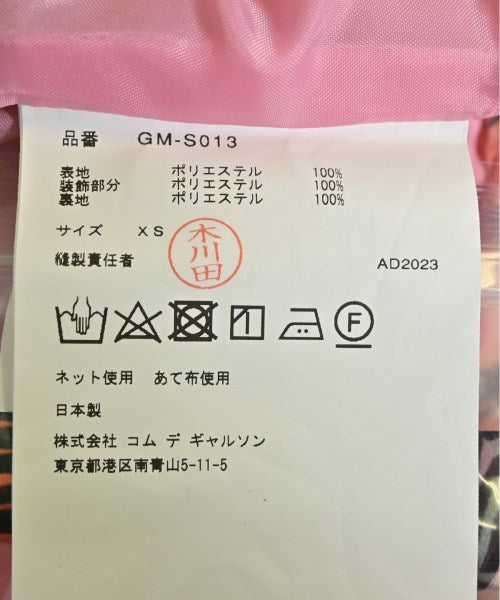 品番 GM-S013
表地 ポリエステル 100%
装飾部分 ポリエステル 100%
裏地 ポリエステル 100%
サイズ XS
木川田
縫製責任者
AD2023
F
ネット使用 あて布使用
日本製
株式会社 コム デ ギャルソン
東京都港区南青山5-11-5